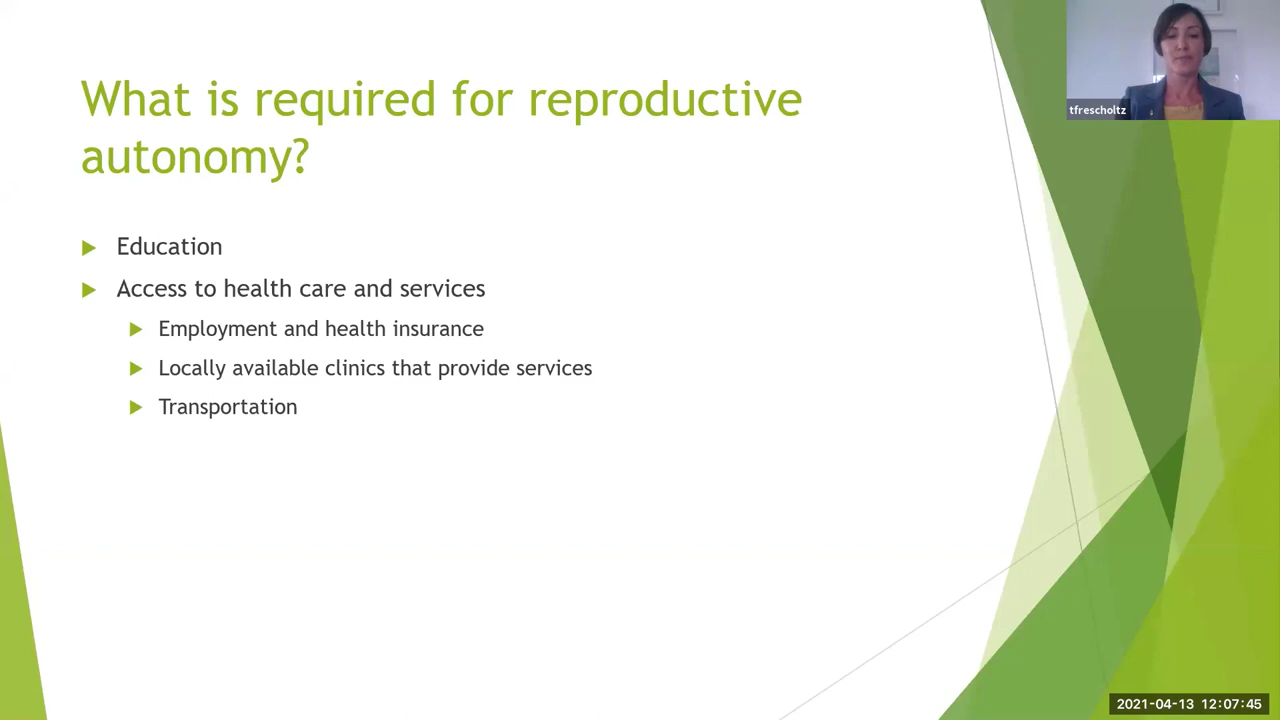 What is required for reproductive
autonomy?
Education
Access to health care and services
Employment and health insurance
Locally available clinics that provide services
Transportation
tfrescholtz
2021-04-13 12:07:45